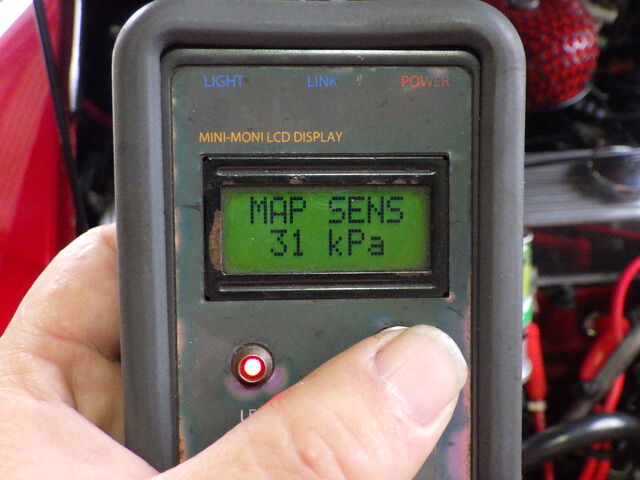 LIGHT LINK POWER
MINI-MONI LCD DISPLAY
MAP SENS
31 kPa